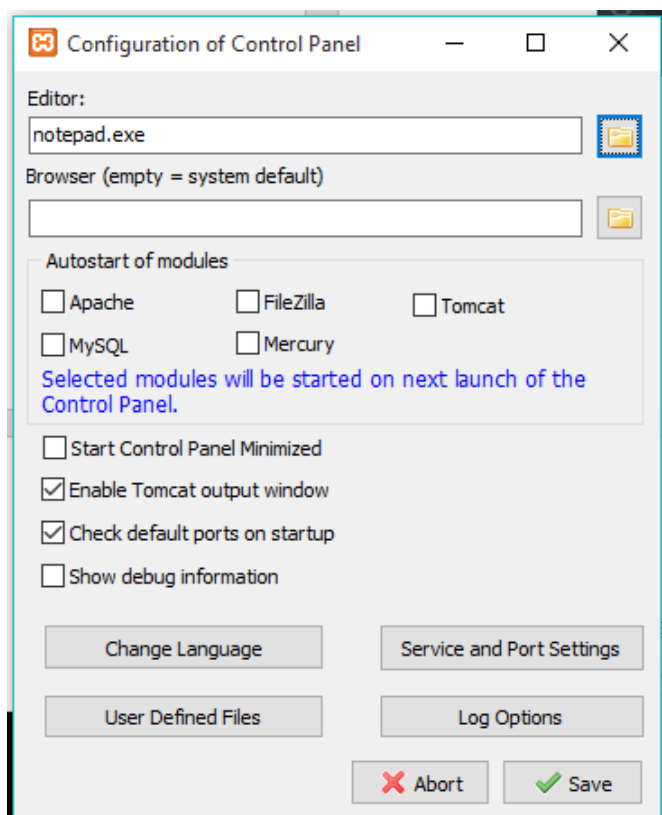 Configuration of Control Panel
Editor:
notepad.exe
Browser (empty = system default)
Autostart of modules
Apache FileZilla Tomcat
MySQL Mercury
Selected modules will be started on next launch of the
Control Panel.
Start Control Panel Minimized
Enable Tomcat output window
Check default ports on startup
Show debug information
Change Language Service and Port Settings
User Defined Files Log Options
Abort Save